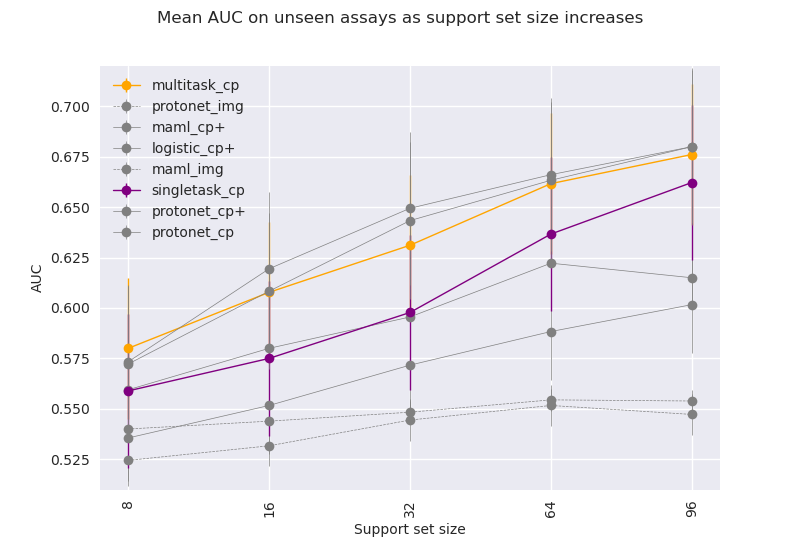 Mean AUC on unseen assays as support set size increases
multitask_cp
protonet_img
maml_cp+
logistic_cp+
maml_img
singletask_cp
protonet_cp+
protonet_cp
AUC
0.700
0.675
0.650
0.625
0.600
0.575
0.550
0.525
8
16
32
64
96
Support set size